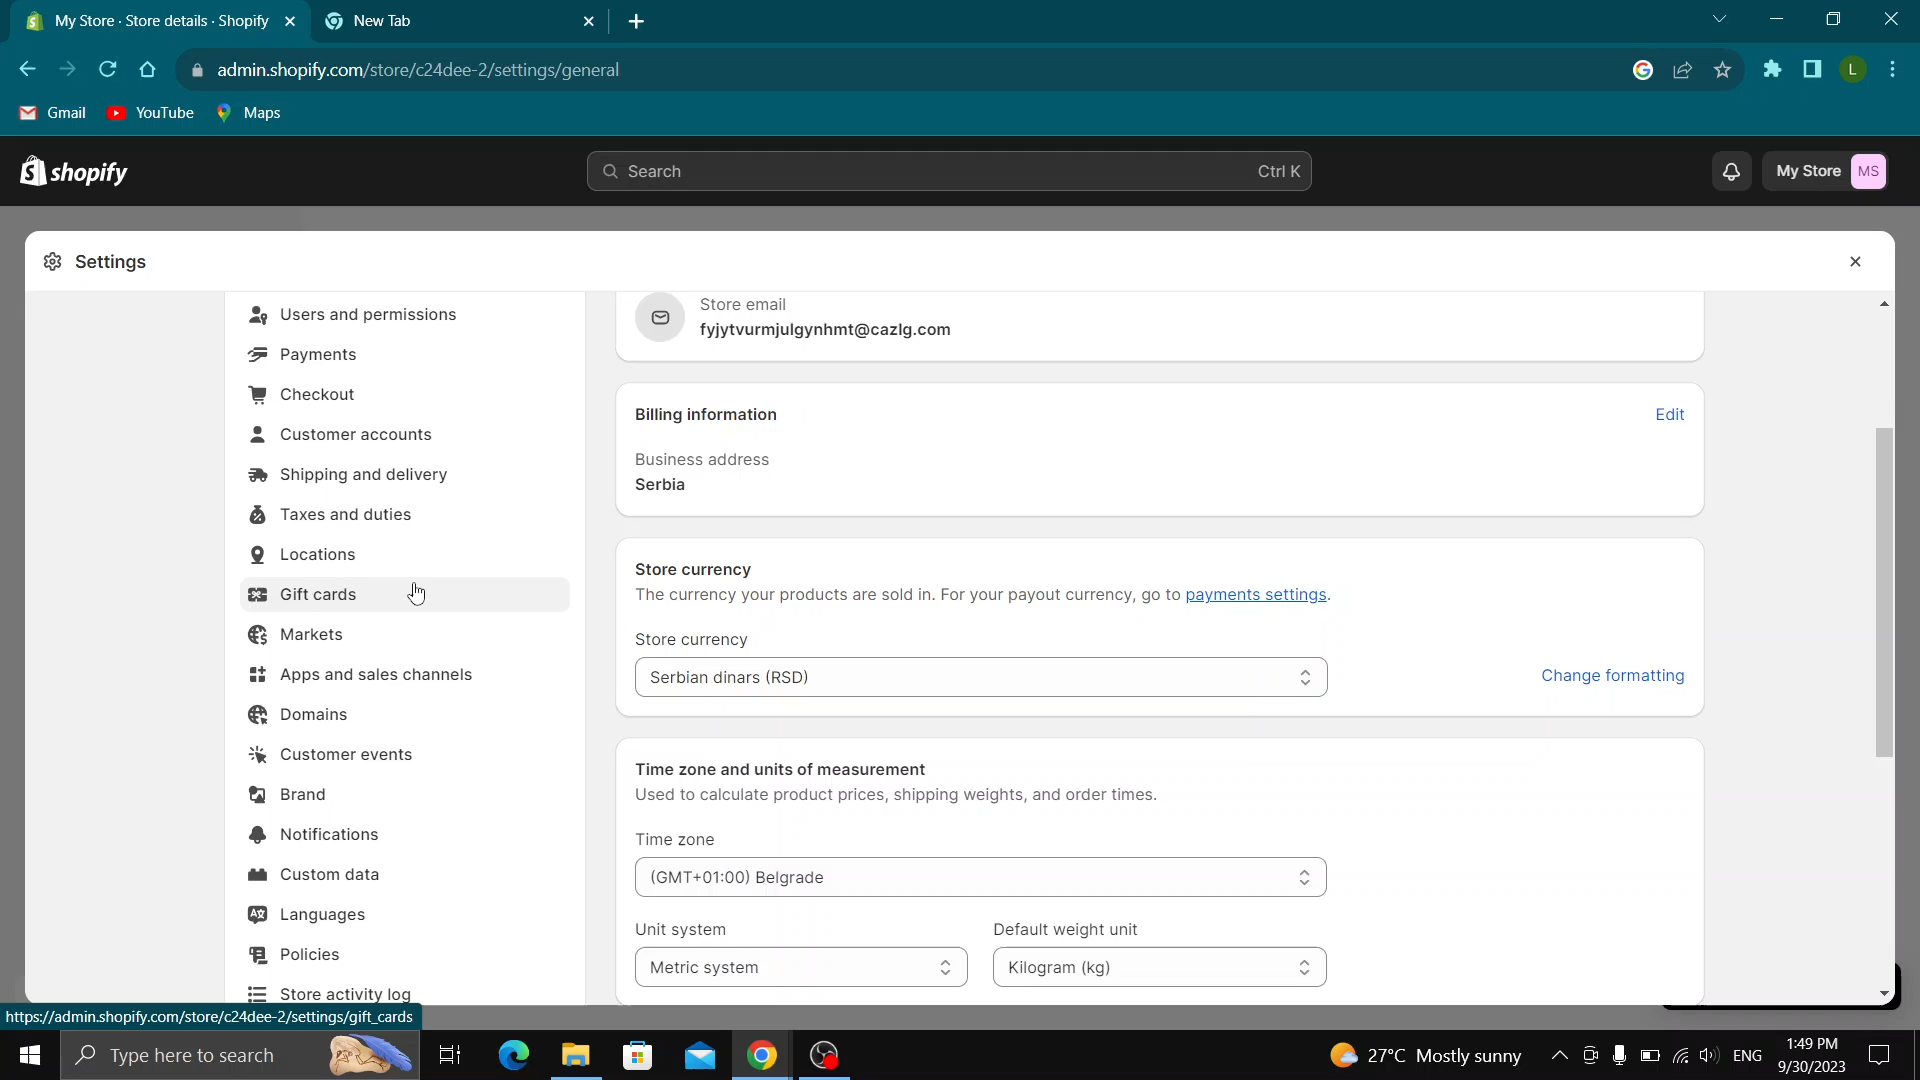 My Store · Store details · Shopify
New Tab
admin.shopify.com/store/c24dee-2/settings/general
L
Gmail
YouTube
Maps
shopify
Search
Ctrl K
My Store
MS
Settings
Users and permissions
Payments
Checkout
Customer accounts
Shipping and delivery
Taxes and duties
Locations
Gift cards
Markets
Apps and sales channels
Domains
Customer events
Brand
Notifications
Custom data
Languages
Policies
Store activity log
Store email
fyjytvurmjulgynhmt@cazlg.com
Billing information
Edit
Business address
Serbia
Store currency
The currency your products are sold in. For your payout currency, go to payments settings.
Store currency
Serbian dinars (RSD)
Change formatting
Time zone and units of measurement
Used to calculate product prices, shipping weights, and order times.
Time zone
(GMT+01:00) Belgrade
Unit system
Default weight unit
Metric system
Kilogram (kg)
https://admin.shopify.com/store/c24dee-2/settings/gift_cards
Type here to search
27°C Mostly sunny
ENG
1:49 PM
9/30/2023